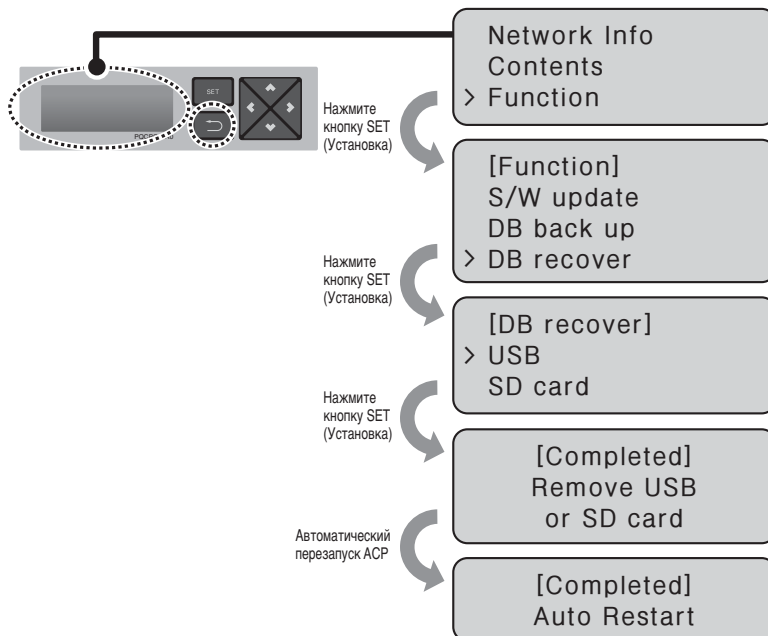 Network Info
Contents
> Function
SET
Нажмите
кнопку SET
(Установка)
[Function]
S/W update
DB back up
> DB recover
Нажмите
кнопку SET
(Установка)
[DB recover]
> USB
SD card
Нажмите
кнопку SET
(Установка)
[Completed]
Remove USB
or SD card
Автоматический
перезапуск ACP
[Completed]
Auto Restart